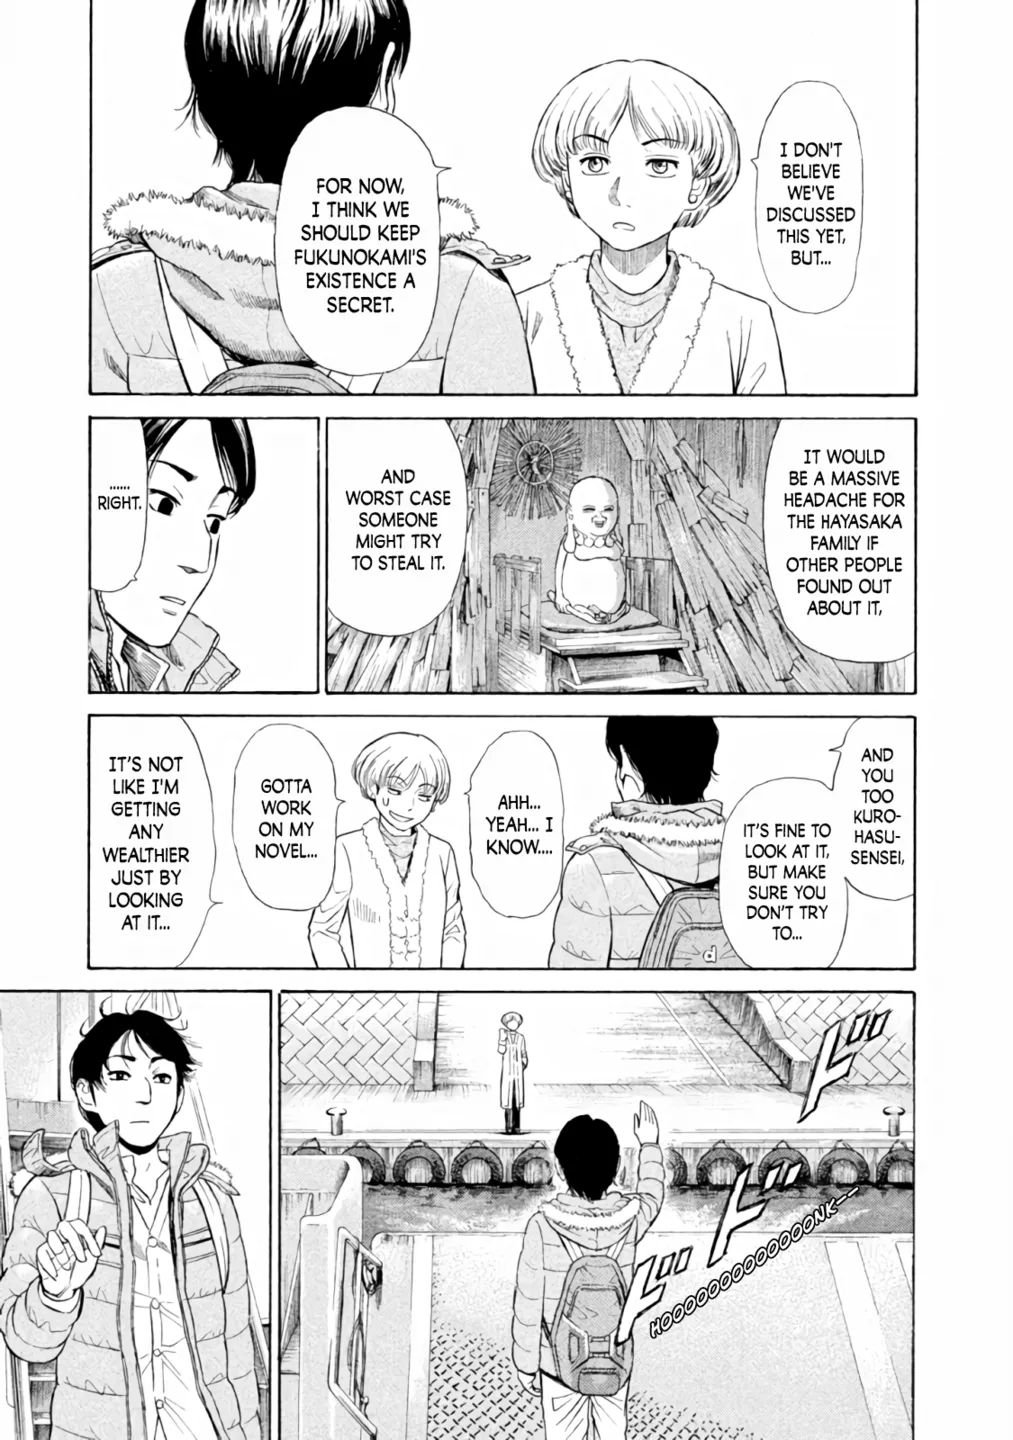 I DON'T
BELIEVE
WE'VE
DISCUSSED
THIS YET,
BUT...
FOR NOW,
I THINK WE
SHOULD KEEP
FUKUNOKAMI'S
EXISTENCE A
SECRET.
IT WOULD
BE A MASSIVE
HEADACHE FOR
THE HAYASAKA
FAMILY IF
OTHER PEOPLE
FOUND OUT
ABOUT IT,
AND
WORST CASE
SOMEONE
MIGHT TRY
TO STEAL IT.
......
RIGHT.
AND
YOU
TOO
KURO-
HASU-
SENSEI,
IT'S FINE TO
LOOK AT IT,
BUT MAKE
SURE YOU
DON'T TRY
TO...
d
AHH...
YEAH... I
KNOW....
GOTTA
WORK
ON MY
NOVEL...
IT'S NOT
LIKE I'M
GETTING
ANY
WEALTHIER
JUST BY
LOOKING
AT IT...
ドドド
HOOOOOOOOOOOOONK--